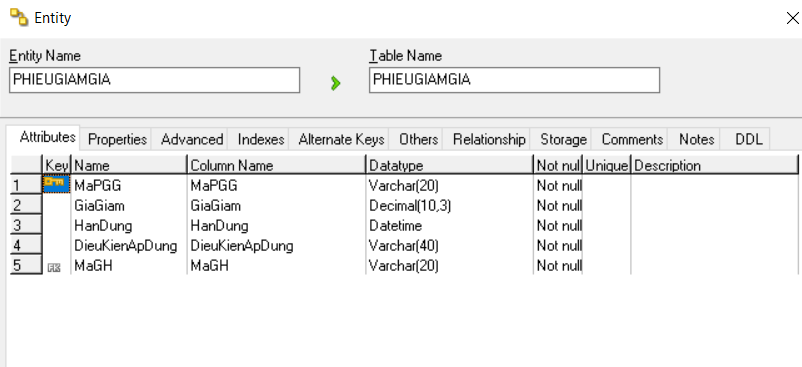 Entity
Entity Name Table Name
PHIEUGIAMGIA PHIEUGIAMGIA
Attributes Properties Advanced Indexes Alternate Keys Others Relationship Storage Comments Notes DDL
Key Name Column Name Datatype Not nul Unique Description
1 MaPGG MaPGG Varchar(20) Not null
2 GiaGiam GiaGiam Decimal(10,3) Not null
3 HanDung HanDung Datetime Not null
4 DieuKienApDung DieuKienApDung Varchar(40) Not null
5 FK MaGH MaGH Varchar(20) Not null